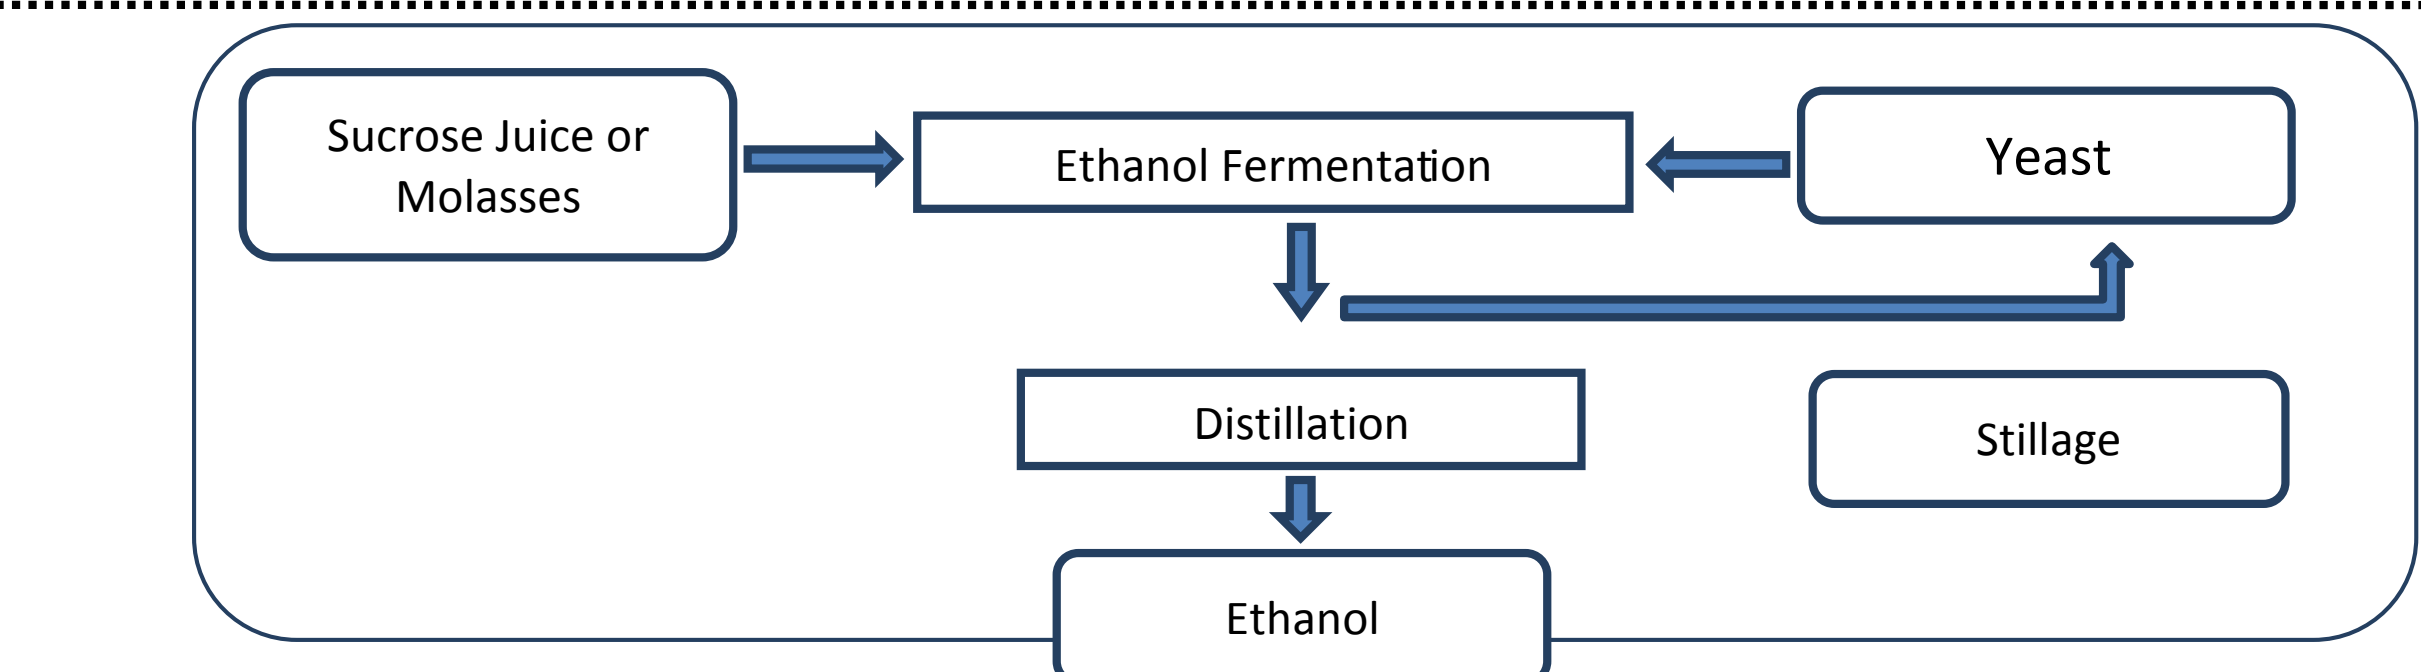 Sucrose Juice or
Molasses
Ethanol Fermentation
Yeast
Distillation
Stillage
Ethanol